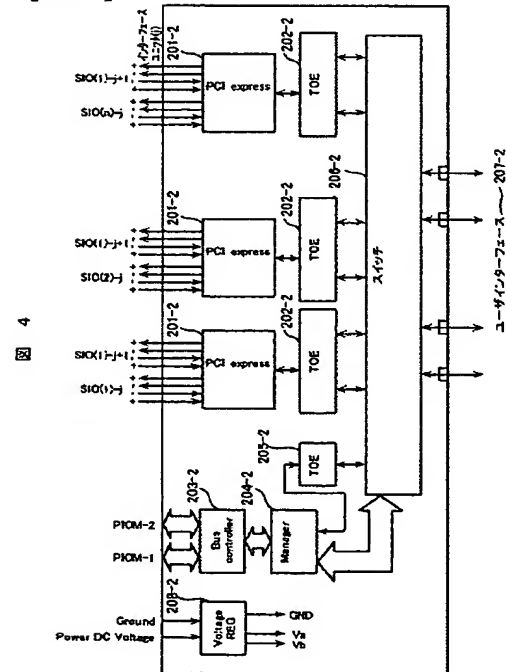 図 4
インターフェース
ユニット(j)
SIO(1)-j+1
SIO(n)-j
201-2
PCI express
202-2
TOE
SIO(1)-j+1
SIO(2)-j
201-2
PCI express
202-2
TOE
SIO(1)-j+1
SIO(1)-j
201-2
PCI express
202-2
TOE
206-2
スイッチ
ユーザインターフェース 207-2
205-2
TOE
PIOM-2
PIOM-1
203-2
Bus
controller
204-2
Manager
Ground
Power DC Voltage
208-2
Voltage
REG
GND
Va
Vb